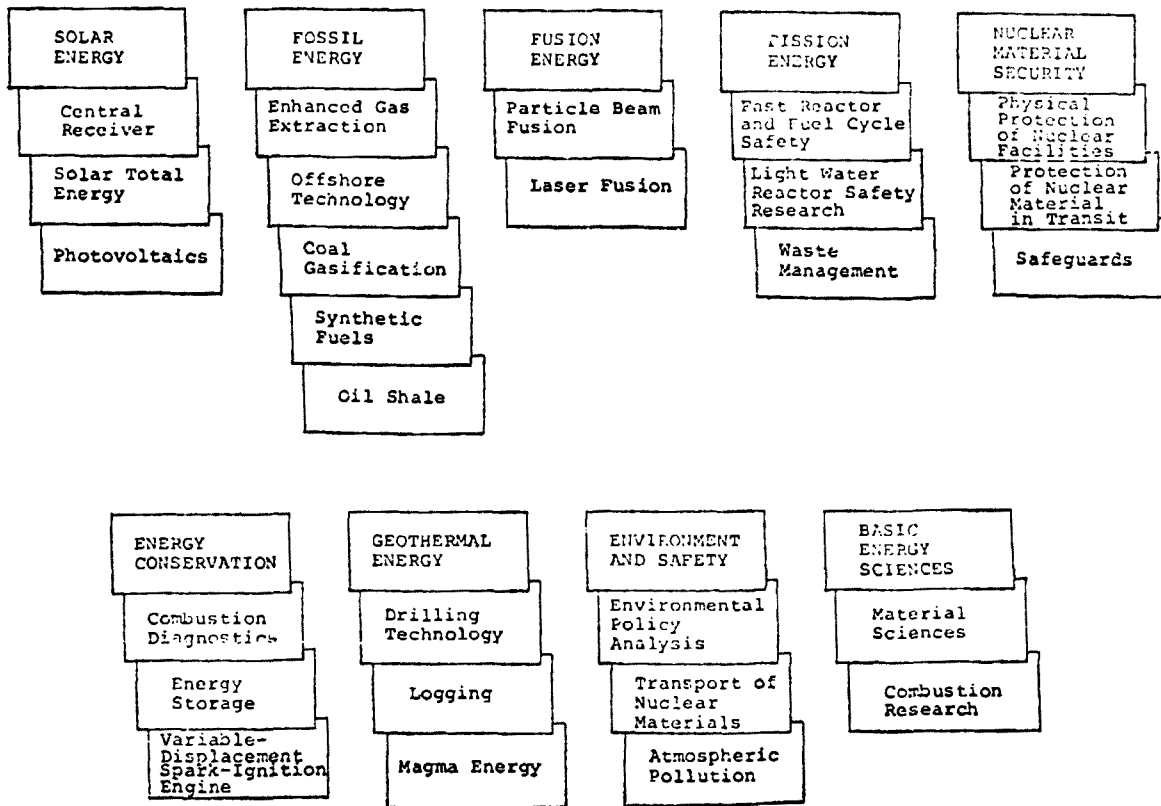 SOLAR
ENERGY
Central
Receiver
Solar Total
Energy
Photovoltaics
FOSSIL
ENERGY
Enhanced Gas
Extraction
Offshore
Technology
Coal
Gasification
Synthetic
Fuels
Oil Shale
FUSION
ENERGY
Particle Beam
Fusion
Laser Fusion
FISSION
ENERGY
Fast Reactor
and Fuel Cycle
Safety
Light Water
Reactor Safety
Research
Waste
Management
NUCLEAR
MATERIAL
SECURITY
Physical
Protection
of Nuclear
Facilities
Protection
of Nuclear
Material
in Transit
Safeguards
ENERGY
CONSERVATION
Combustion
Diagnostics
Energy
Storage
Variable-
Displacement
Spark-Ignition
Engine
GEOTHERMAL
ENERGY
Drilling
Technology
Logging
Magma Energy
ENVIRONMENT
AND SAFETY
Environmental
Policy
Analysis
Transport of
Nuclear
Materials
Atmospheric
Pollution
BASIC
ENERGY
SCIENCES
Material
Sciences
Combustion
Research